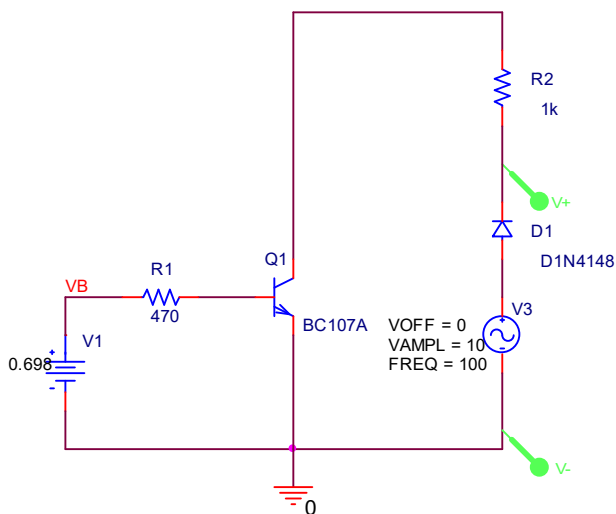 R2
1k
V+
D1
D1N4148
Q1
VB
R1
470
BC107A
V3
VOFF = 0
VAMPL = 10
FREQ = 100
+
-
+
V1
0.698
-
V-
0